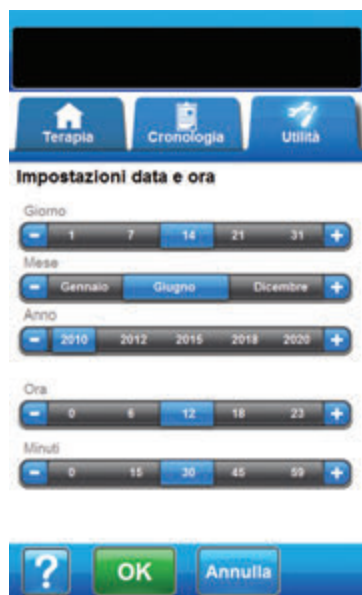 Terapia Cronologia Utilità
Impostazioni data e ora
Giorno
- 1 7 14 21 31 +
Mese
- Gennaio Giugno Dicembre +
Anno
- 2010 2012 2015 2018 2020 +
Ora
- 0 6 12 18 23 +
Minuti
- 0 15 30 45 59 +
? OK Annulla